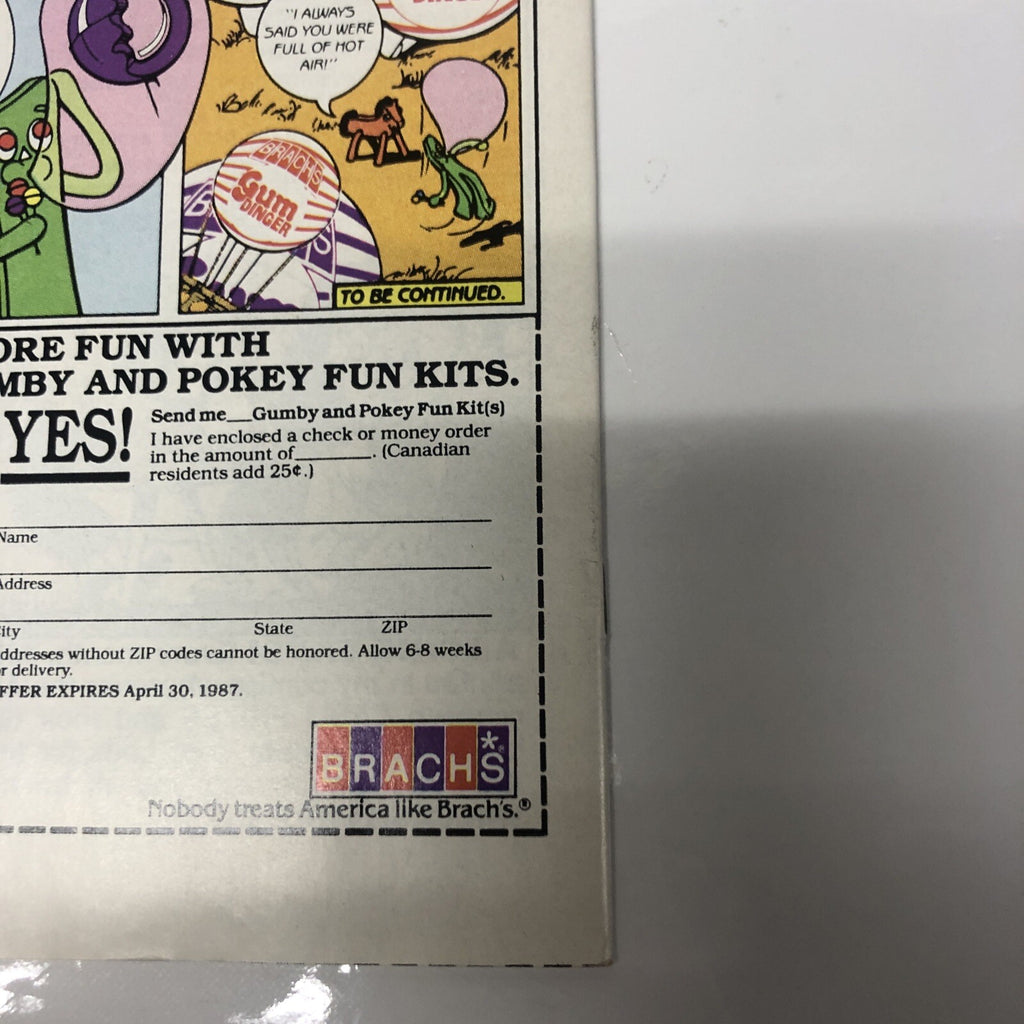 "I ALWAYS
SAID YOU WERE
FULL OF HOT
AIR!"
BRACH'S
Gum
DINGER
TO BE CONTINUED.
ORE FUN WITH
MBY AND POKEY FUN KITS.
YES!
Send me___Gumby and Pokey Fun Kit(s)
I have enclosed a check or money order
in the amount of________. (Canadian
residents add 25¢.)
Name
Address
ity
State
ZIP
ddresses without ZIP codes cannot be honored. Allow 6-8 weeks
r delivery.
FFER EXPIRES April 30, 1987.
BRACH'S®
Nobody treats America like Brach's.®